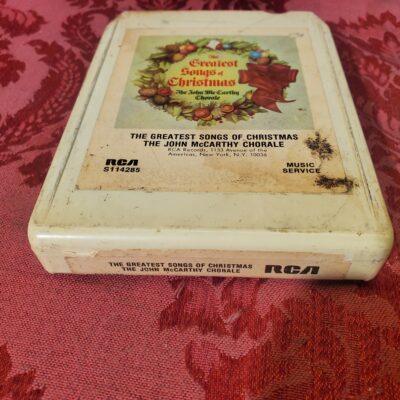 The
Greatest
Songs of
Christmas
The John McCarthy
Chorale
THE GREATEST SONGS OF CHRISTMAS
THE JOHN McCARTHY CHORALE
RCA Records, 1133 Avenue of the
Americas, New York, N.Y. 10036
RCA
S114285
MUSIC
SERVICE
THE GREATEST SONGS OF CHRISTMAS
THE JOHN McCARTHY CHORALE
RCA